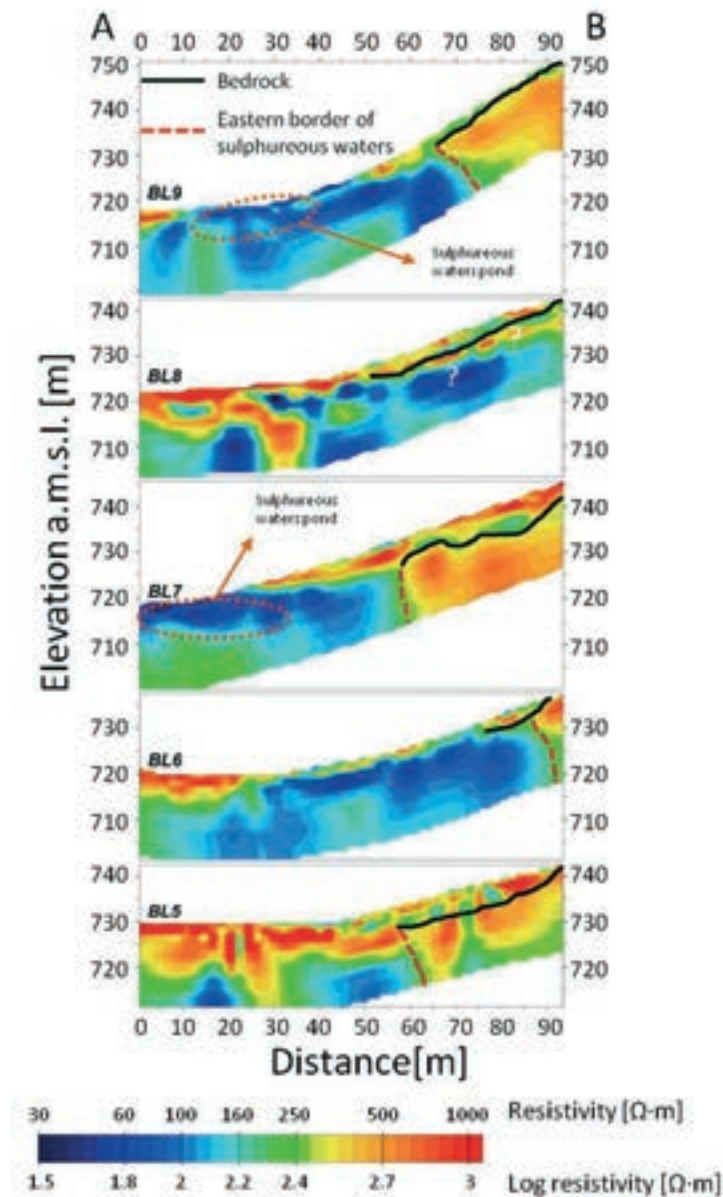 A B
0 10 20 30 40 50 60 70 80 90
750 750
Bedrock
740 740
Eastern border of
sulphureous waters
730 730
BL9
720 720
710 710
Sulphureous
waterspond
740 740
730 730
BL8
?
720 720
710 710
Sulphureous
waterspond
740 740
730 730
BL7
720 720
710 710
730 730
BL6
720 720
710 710
740 740
BL5
730 730
720 720
Elevation a.m.s.l. [m]
0 10 20 30 40 50 60 70 80 90
Distance[m]
30 60 100 160 250 500 1000 Resistivity [Ω·m]
1.5 1.8 2 2.2 2.4 2.7 3 Log resistivity [Ω·m]